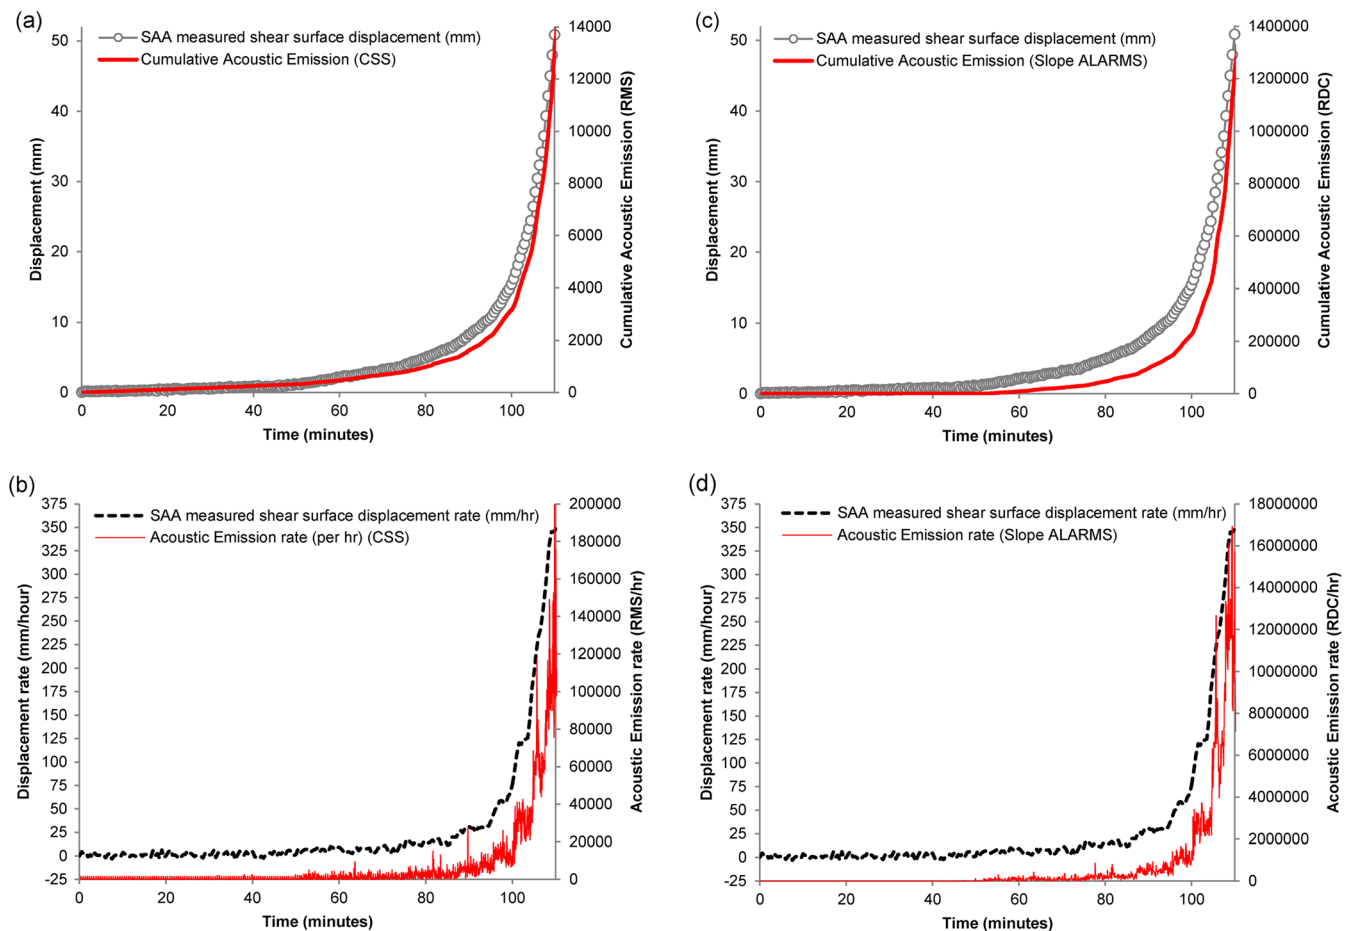 (a)
SAA measured shear surface displacement (mm)
Cumulative Acoustic Emission (CSS)
Displacement (mm)
50
40
30
20
10
0
14000
12000
10000
8000
6000
4000
2000
0
Cumulative Acoustic Emission (RMS)
0 20 40 60 80 100
Time (minutes)
(c)
SAA measured shear surface displacement (mm)
Cumulative Acoustic Emission (Slope ALARMS)
Displacement (mm)
50
40
30
20
10
0
1400000
1200000
1000000
800000
600000
400000
200000
0
Cumulative Acoustic Emission (RDC)
0 20 40 60 80 100
Time (minutes)
(b)
SAA measured shear surface displacement rate (mm/hr)
Acoustic Emission rate (per hr) (CSS)
Displacement rate (mm/hour)
375
350
325
300
275
250
225
200
175
150
125
100
75
50
25
0
-25
200000
180000
160000
140000
120000
100000
80000
60000
40000
20000
0
Acoustic Emission rate (RMS/hr)
0 20 40 60 80 100
Time (minutes)
(d)
SAA measured shear surface displacement rate (mm/hr)
Acoustic Emission rate (Slope ALARMS)
Displacement rate (mm/hour)
375
350
325
300
275
250
225
200
175
150
125
100
75
50
25
0
-25
18000000
16000000
14000000
12000000
10000000
8000000
6000000
4000000
2000000
0
Acoustic Emission rate (RDC/hr)
0 20 40 60 80 100
Time (minutes)